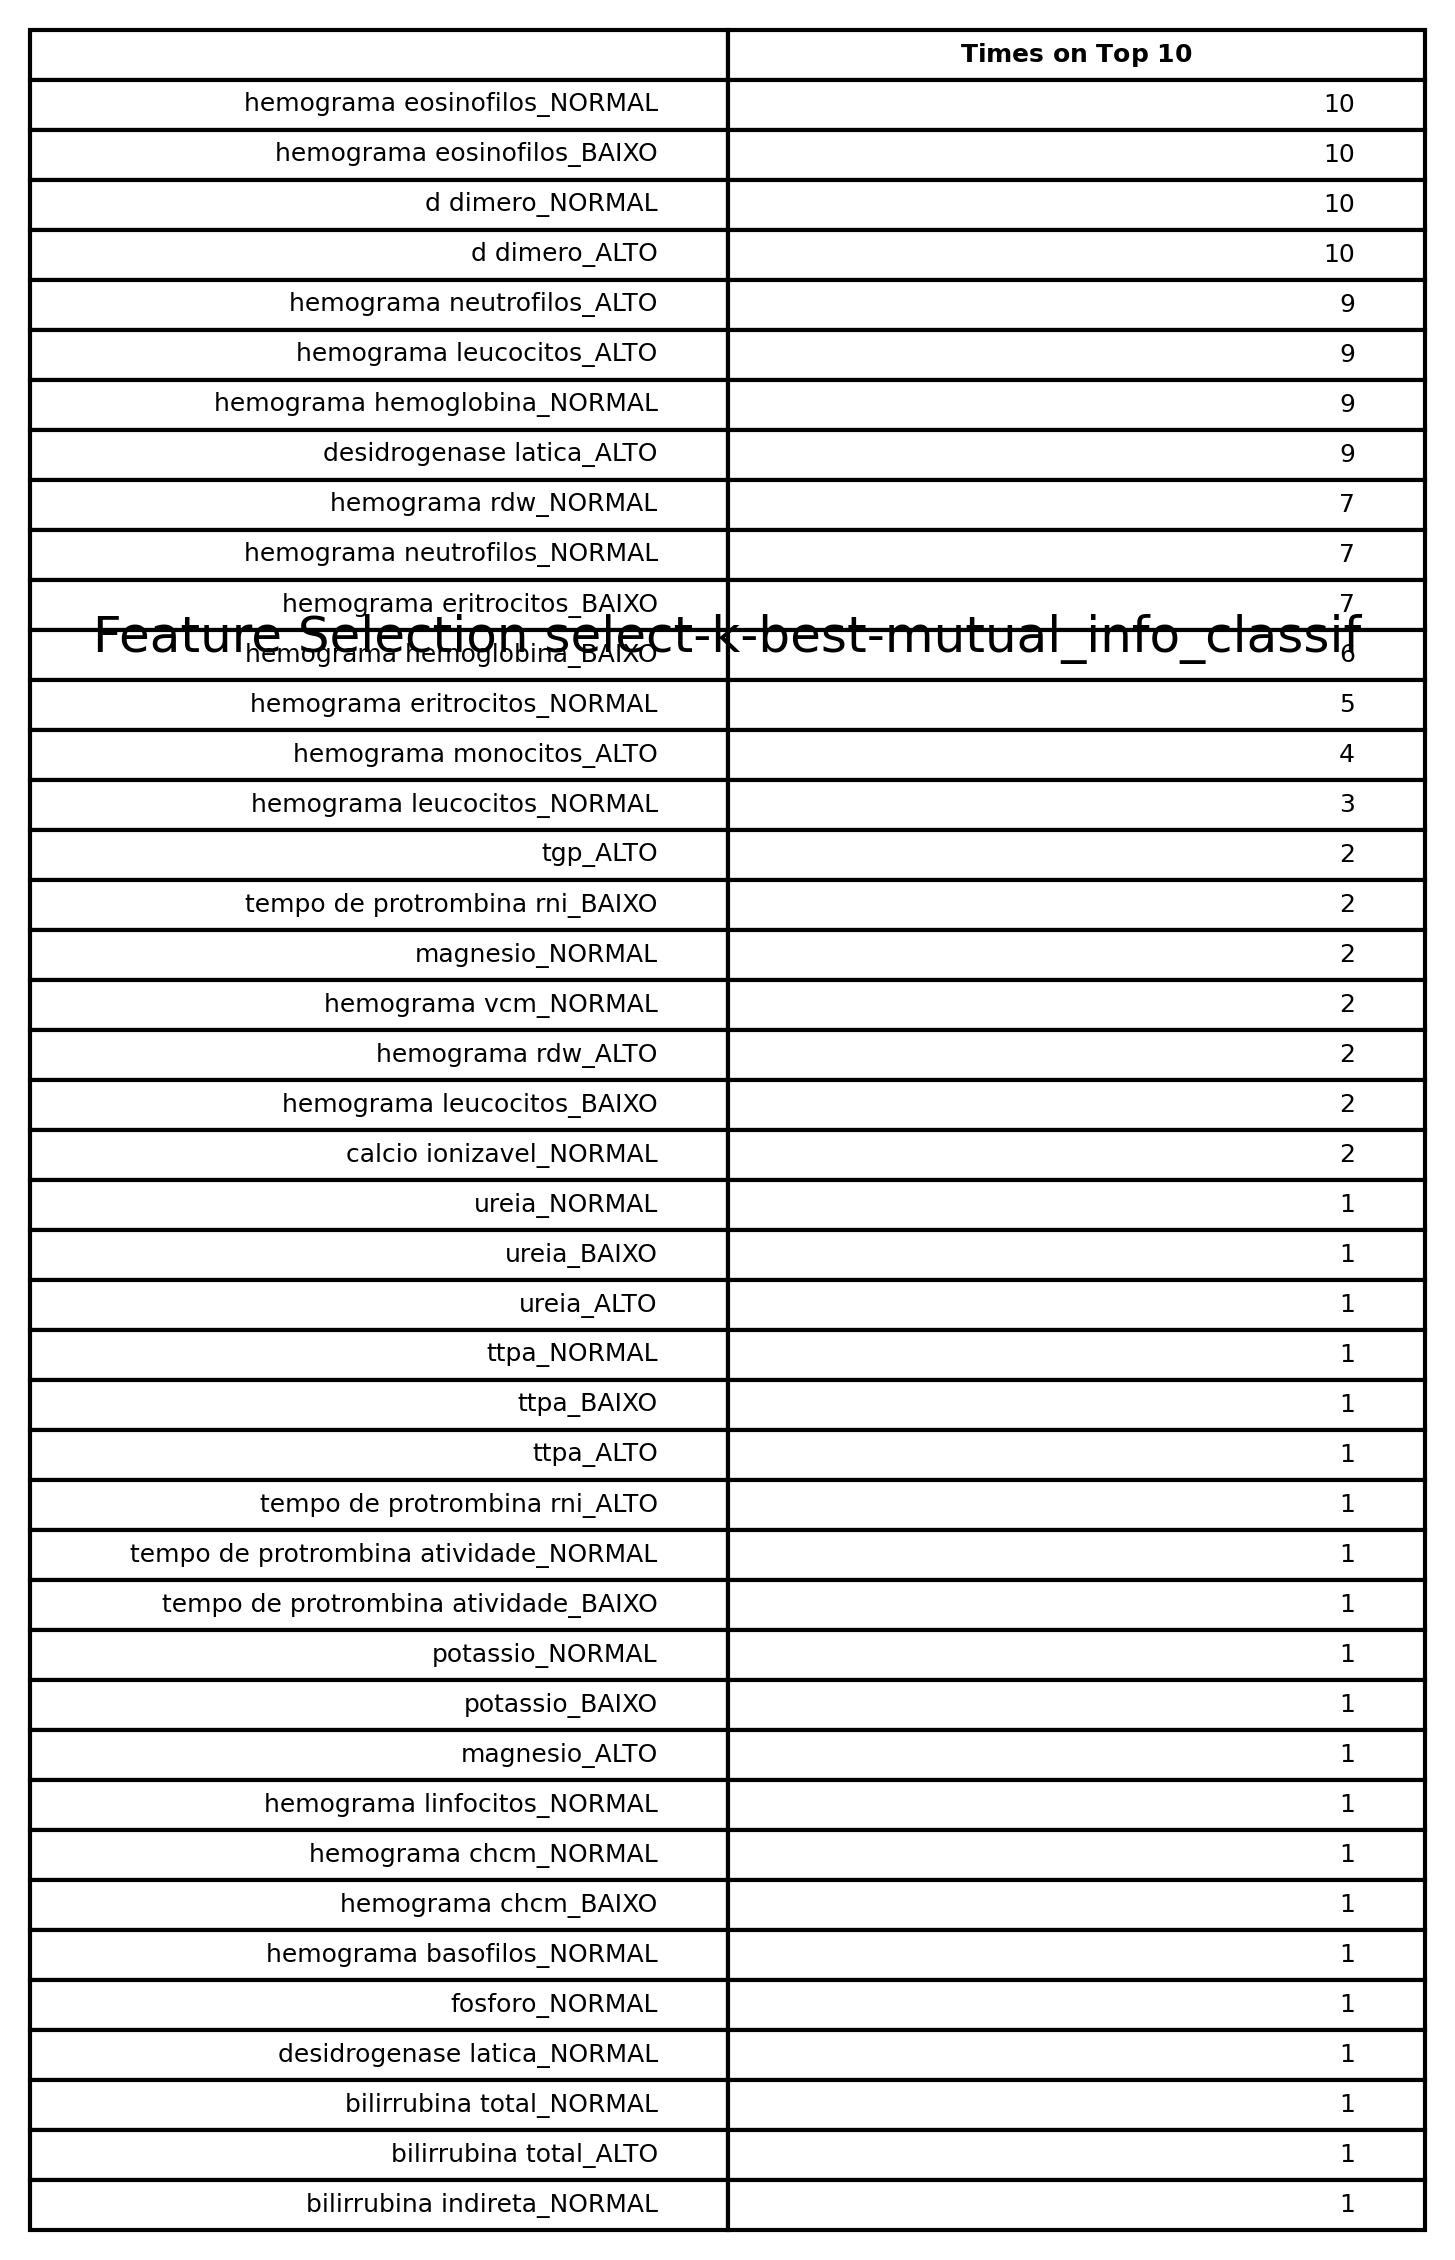 Times on Top 10
hemograma eosinofilos_NORMAL 10
hemograma eosinofilos_BAIXO 10
d dimero_NORMAL 10
d dimero_ALTO 10
hemograma neutrofilos_ALTO 9
hemograma leucocitos_ALTO 9
hemograma hemoglobina_NORMAL 9
desidrogenase latica_ALTO 9
hemograma rdw_NORMAL 7
hemograma neutrofilos_NORMAL 7
hemograma eritrocitos_BAIXO 7
Feature Selection select-k-best-mutual_info_classif
hemograma hemoglobina_BAIXO 6
hemograma eritrocitos_NORMAL 5
hemograma monocitos_ALTO 4
hemograma leucocitos_NORMAL 3
tgp_ALTO 2
tempo de protrombina rni_BAIXO 2
magnesio_NORMAL 2
hemograma vcm_NORMAL 2
hemograma rdw_ALTO 2
hemograma leucocitos_BAIXO 2
calcio ionizavel_NORMAL 2
ureia_NORMAL 1
ureia_BAIXO 1
ureia_ALTO 1
ttpa_NORMAL 1
ttpa_BAIXO 1
ttpa_ALTO 1
tempo de protrombina rni_ALTO 1
tempo de protrombina atividade_NORMAL 1
tempo de protrombina atividade_BAIXO 1
potassio_NORMAL 1
potassio_BAIXO 1
magnesio_ALTO 1
hemograma linfocitos_NORMAL 1
hemograma chcm_NORMAL 1
hemograma chcm_BAIXO 1
hemograma basofilos_NORMAL 1
fosforo_NORMAL 1
desidrogenase latica_NORMAL 1
bilirrubina total_NORMAL 1
bilirrubina total_ALTO 1
bilirrubina indireta_NORMAL 1